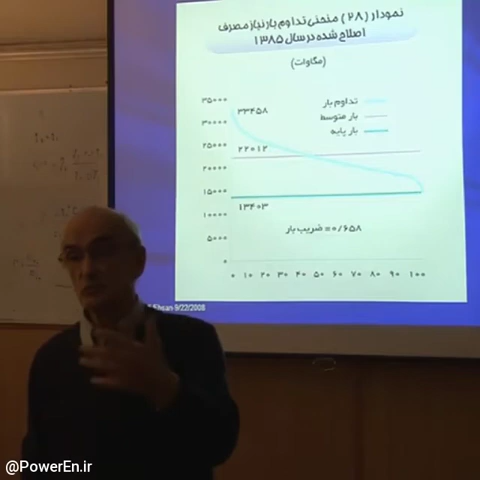 نمودار (۲۸) منحنی تداوم بار نیاز مصرف
اصلاح شده در سال ۱۳۸۵
(مگاوات)
تداوم بار
بار متوسط
بار پایه
۳۵۰۰۰
۳۳۴۵۸
۳۰۰۰۰
۲۵۰۰۰
۲۲۰۱۲
۲۰۰۰۰
۱۵۰۰۰
۱۳۴۰۳
۱۰۰۰۰
۵۰۰۰
۰
ضریب بار = ۰/۶۵۸
۰ ۱۰ ۲۰ ۳۰ ۴۰ ۵۰ ۶۰ ۷۰ ۸۰ ۹۰ ۱۰۰
Ehsan-9/22/2008
@PowerEn.ir